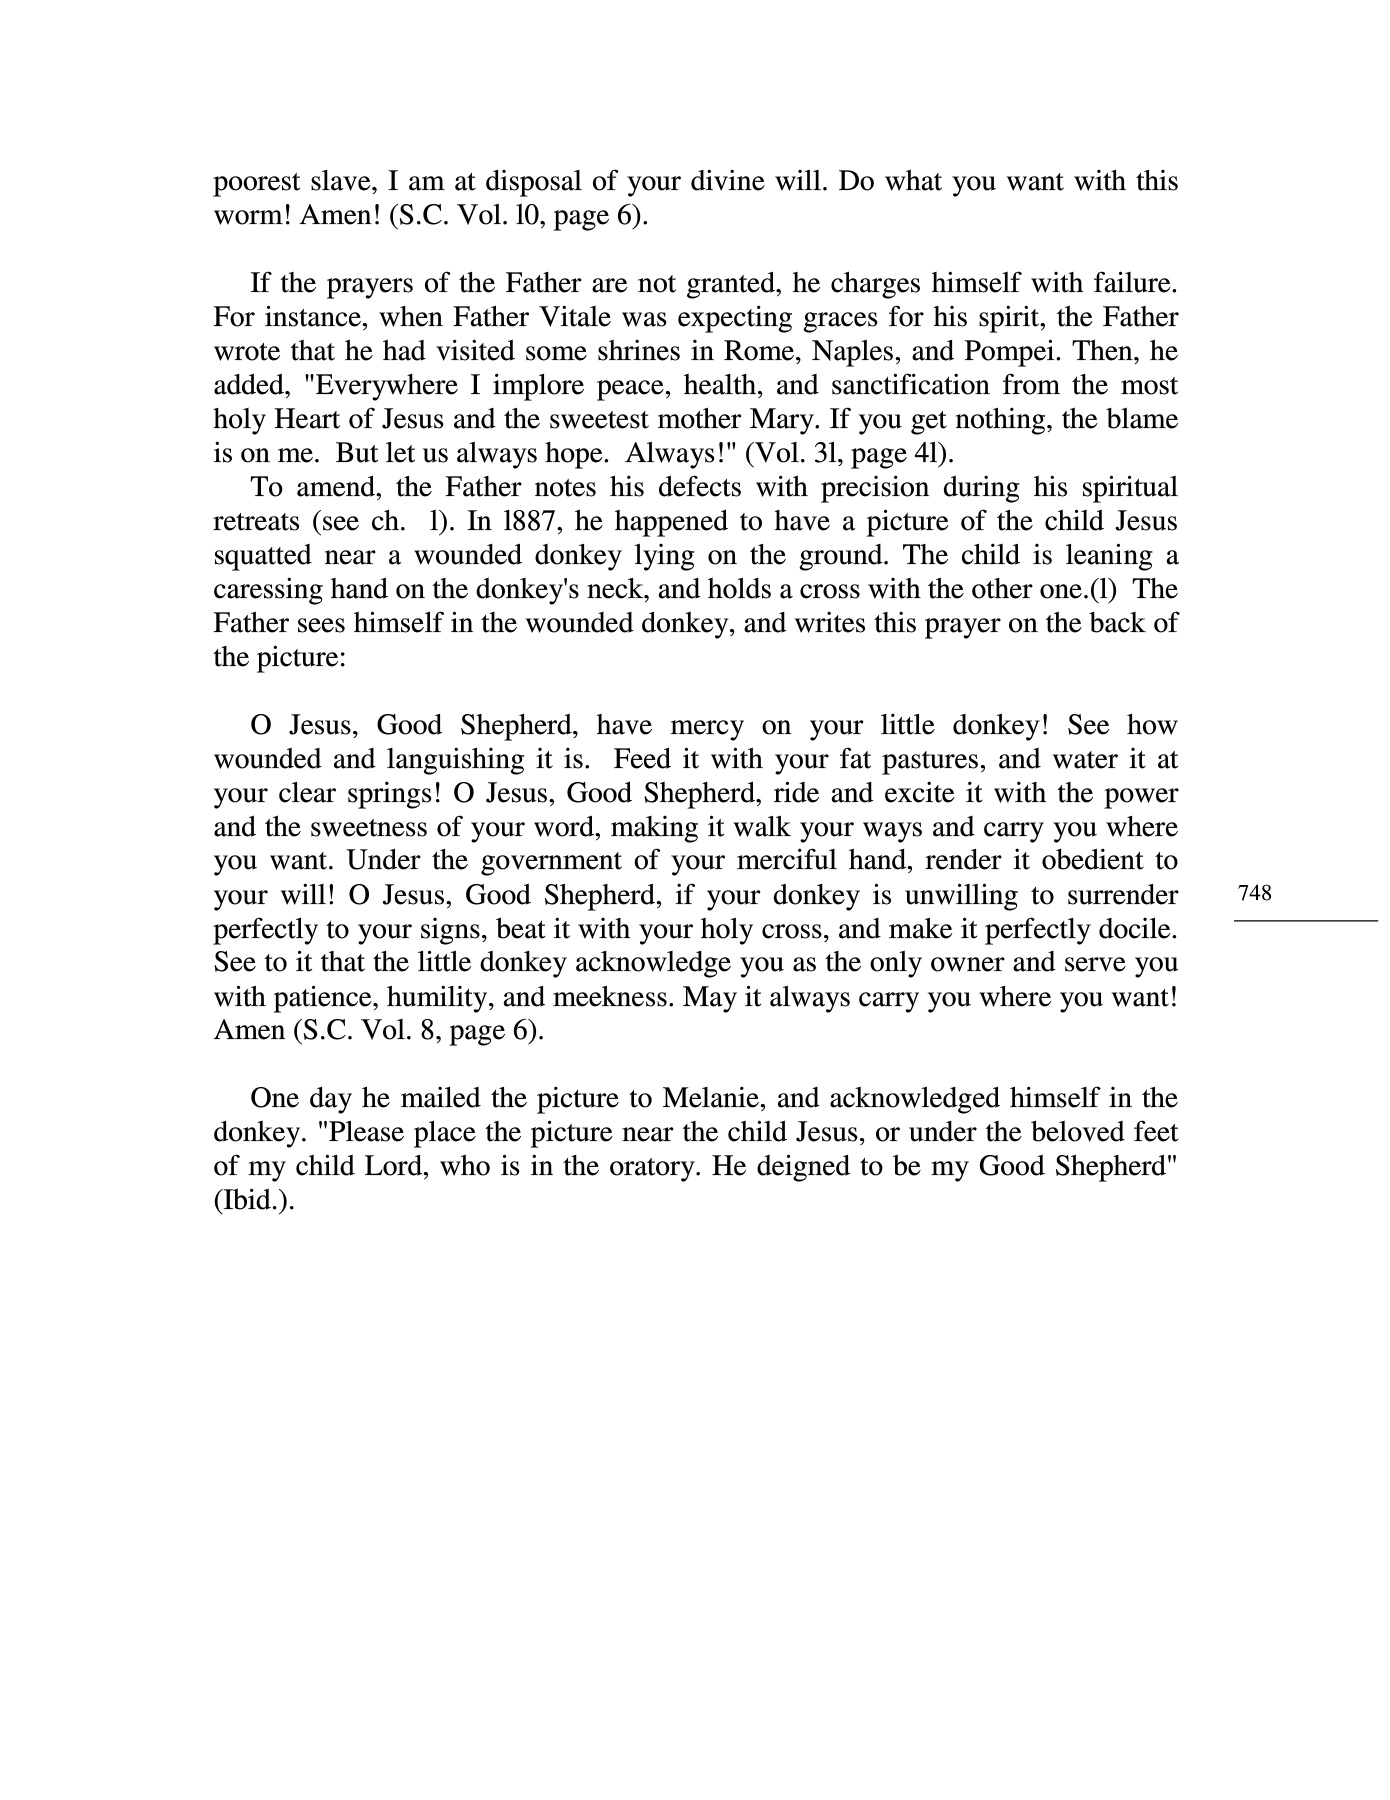 poorest slave, I am at disposal of your divine will. Do what you want with this
worm! Amen! (S.C. Vol. l0, page 6).
If the prayers of the Father are not granted, he charges himself with failure.
For instance, when Father Vitale was expecting graces for his spirit, the Father
wrote that he had visited some shrines in Rome, Naples, and Pompei. Then, he
added, "Everywhere I implore peace, health, and sanctification from the most
holy Heart of Jesus and the sweetest mother Mary. If you get nothing, the blame
is on me.  But let us always hope.  Always!" (Vol. 3l, page 4l).
To amend, the Father notes his defects with precision during his spiritual
retreats (see ch.  l). In l887, he happened to have a picture of the child Jesus
squatted near a wounded donkey lying on the ground. The child is leaning a
caressing hand on the donkey's neck, and holds a cross with the other one.(l)  The
Father sees himself in the wounded donkey, and writes this prayer on the back of
the picture:
O Jesus, Good Shepherd, have mercy on your little donkey! See how
wounded and languishing it is.  Feed it with your fat pastures, and water it at
your clear springs! O Jesus, Good Shepherd, ride and excite it with the power
and the sweetness of your word, making it walk your ways and carry you where
you want. Under the government of your merciful hand, render it obedient to
your will! O Jesus, Good Shepherd, if your donkey is unwilling to surrender
perfectly to your signs, beat it with your holy cross, and make it perfectly docile.
See to it that the little donkey acknowledge you as the only owner and serve you
with patience, humility, and meekness. May it always carry you where you want!
Amen (S.C. Vol. 8, page 6).
One day he mailed the picture to Melanie, and acknowledged himself in the
donkey. "Please place the picture near the child Jesus, or under the beloved feet
of my child Lord, who is in the oratory. He deigned to be my Good Shepherd"
(Ibid.).
748